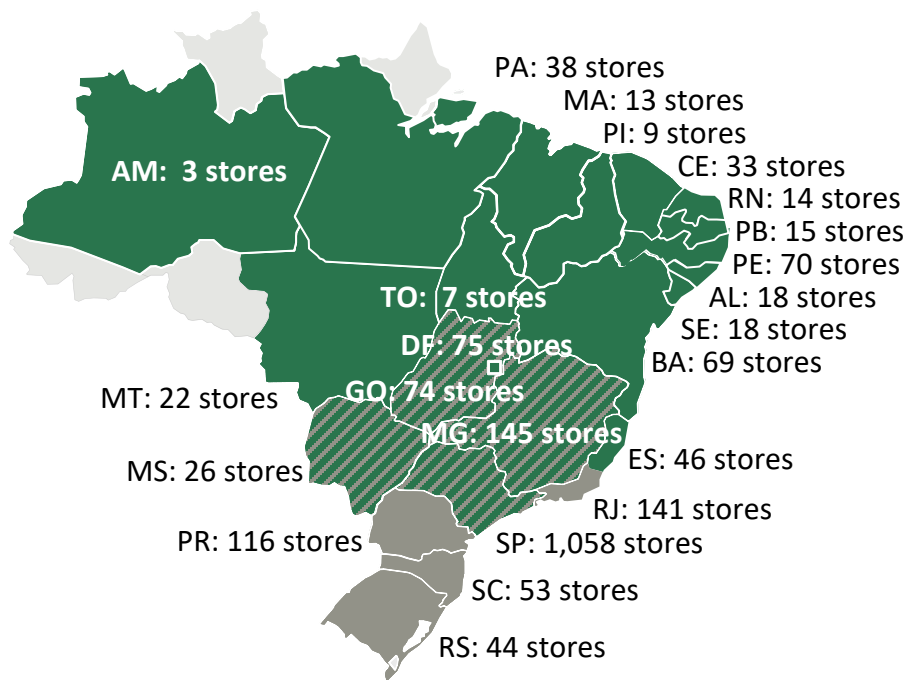 PA: 38 stores
MA: 13 stores
PI: 9 stores
CE: 33 stores
AM: 3 stores
RN: 14 stores
PB: 15 stores
PE: 70 stores
TO: 7 stores
AL: 18 stores
SE: 18 stores
DF: 75 stores
BA: 69 stores
GO: 74 stores
MT: 22 stores
MG: 145 stores
ES: 46 stores
MS: 26 stores
RJ: 141 stores
PR: 116 stores
SP: 1,058 stores
SC: 53 stores
RS: 44 stores